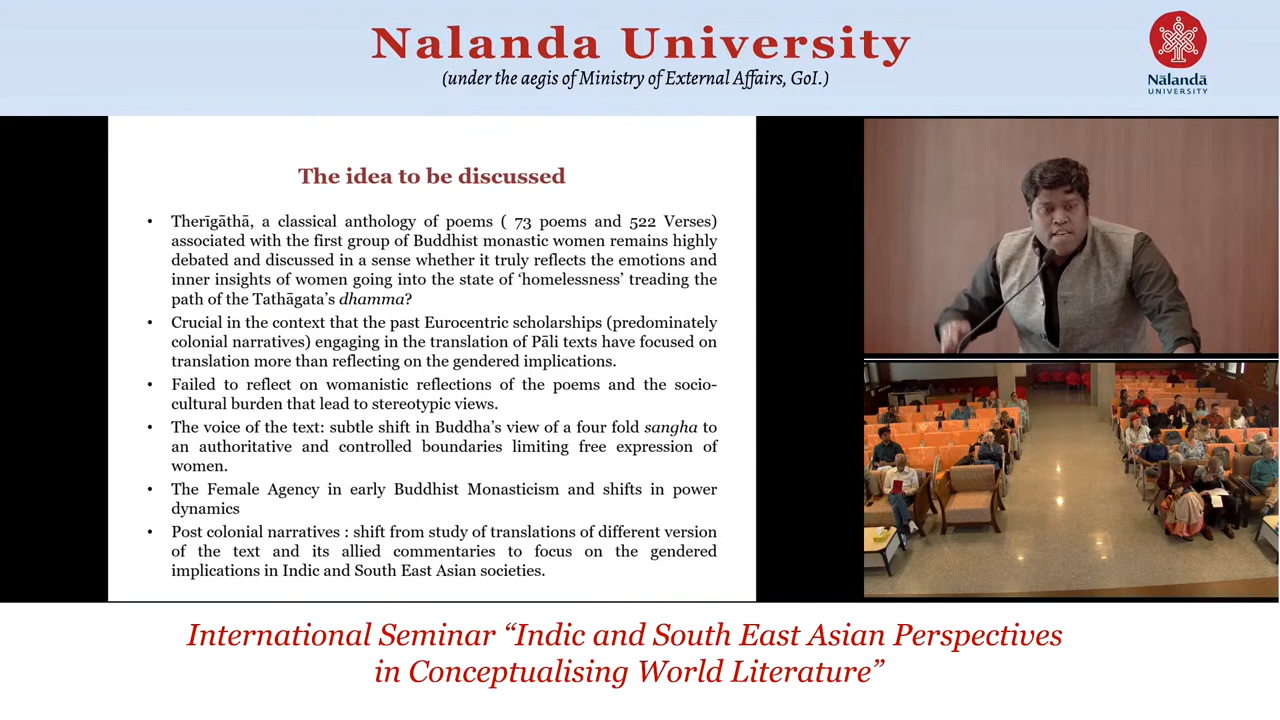 Nalanda University
(under the aegis of Ministry of External Affairs, GoI.)
Nālandā
UNIVERSITY
The idea to be discussed
• Therīgāthā, a classical anthology of poems ( 73 poems and 522 Verses)
associated with the first group of Buddhist monastic women remains highly
debated and discussed in a sense whether it truly reflects the emotions and
inner insights of women going into the state of ‘homelessness’ treading the
path of the Tathāgata’s dhamma?
• Crucial in the context that the past Eurocentric scholarships (predominately
colonial narratives) engaging in the translation of Pāli texts have focused on
translation more than reflecting on the gendered implications.
• Failed to reflect on womanistic reflections of the poems and the socio-
cultural burden that lead to stereotypic views.
• The voice of the text: subtle shift in Buddha’s view of a four fold sangha to
an authoritative and controlled boundaries limiting free expression of
women.
• The Female Agency in early Buddhist Monasticism and shifts in power
dynamics
• Post colonial narratives : shift from study of translations of different version
of the text and its allied commentaries to focus on the gendered
implications in Indic and South East Asian societies.
International Seminar “Indic and South East Asian Perspectives
in Conceptualising World Literature”